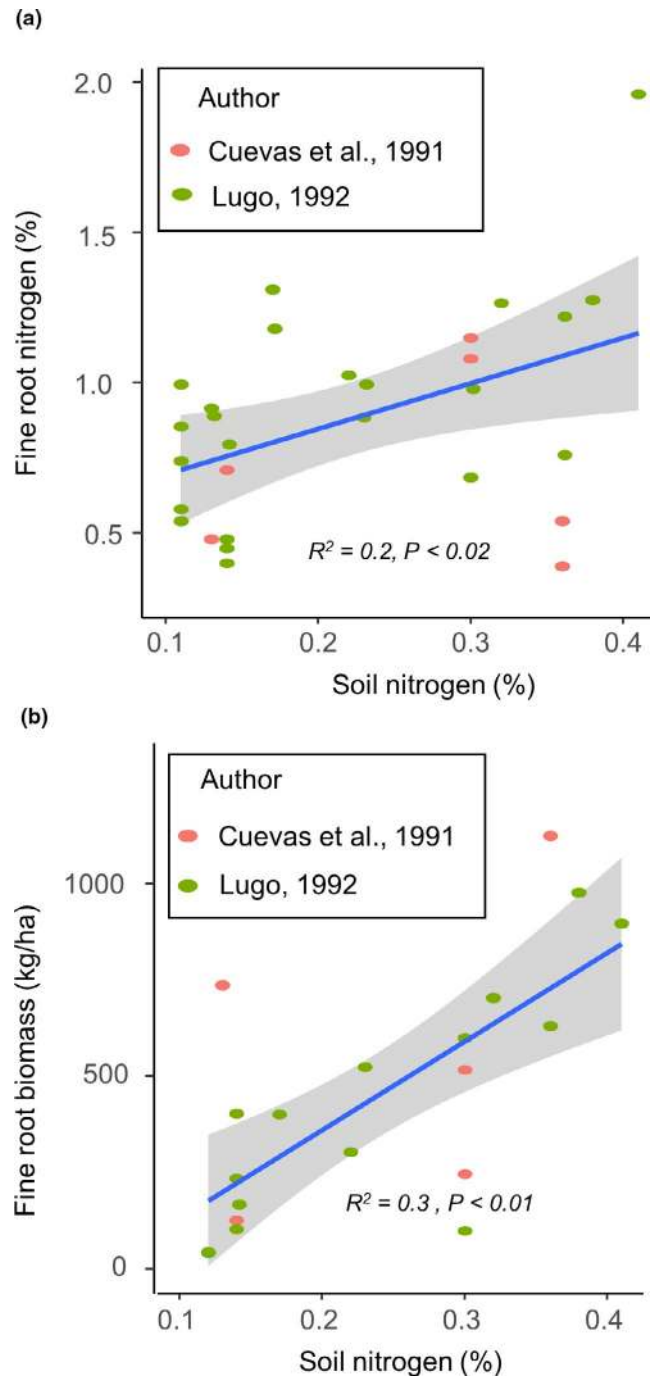 (a)
2.0
1.5
1.0
0.5
Fine root nitrogen (%)
Author
Cuevas et al., 1991
Lugo, 1992
R² = 0.2, P < 0.02
0.1 0.2 0.3 0.4
Soil nitrogen (%)
(b)
1000
500
0
Fine root biomass (kg/ha)
Author
Cuevas et al., 1991
Lugo, 1992
R² = 0.3 , P < 0.01
0.1 0.2 0.3 0.4
Soil nitrogen (%)